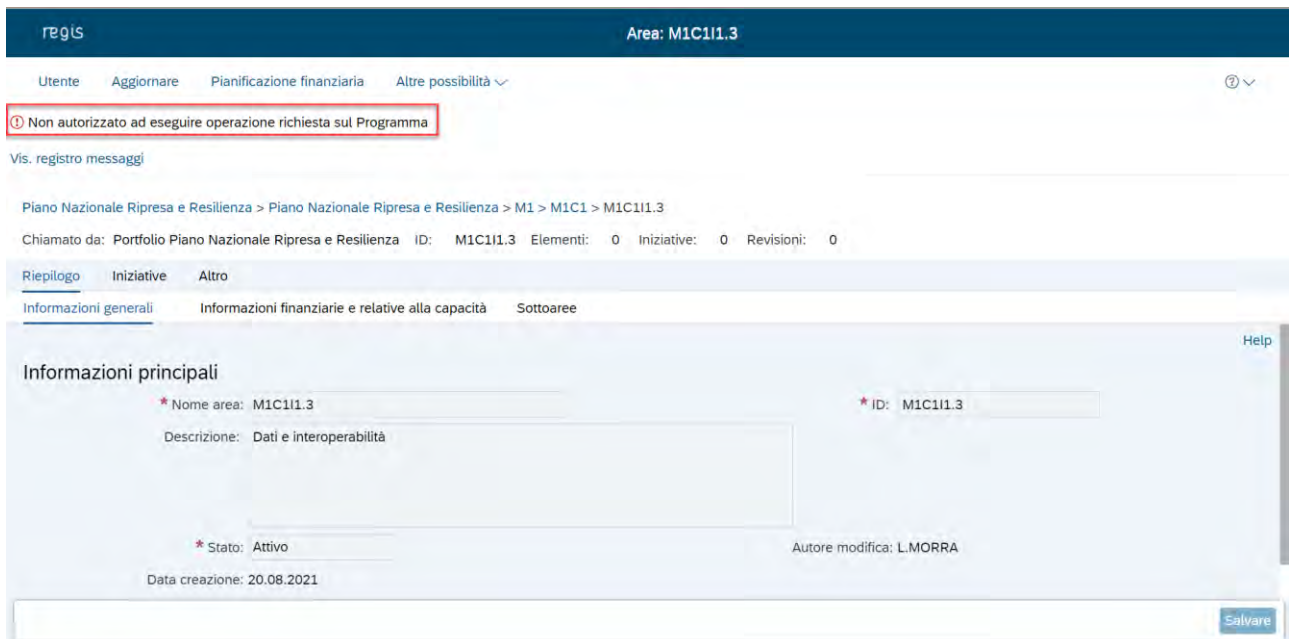 regis
Area: M1C1I1.3
Utente Aggiornare Pianificazione finanziaria Altre possibilità
Non autorizzato ad eseguire operazione richiesta sul Programma
Vis. registro messaggi
Piano Nazionale Ripresa e Resilienza > Piano Nazionale Ripresa e Resilienza > M1 > M1C1 > M1C1I1.3
Chiamato da: Portfolio Piano Nazionale Ripresa e Resilienza ID: M1C1I1.3 Elementi: 0 Iniziative: 0 Revisioni: 0
Riepilogo Iniziative Altro
Informazioni generali Informazioni finanziarie e relative alla capacità Sottoaree
Help
Informazioni principali
* Nome area: M1C1I1.3 * ID: M1C1I1.3
Descrizione: Dati e interoperabilità
* Stato: Attivo Autore modifica: L.MORRA
Data creazione: 20.08.2021
Salvare